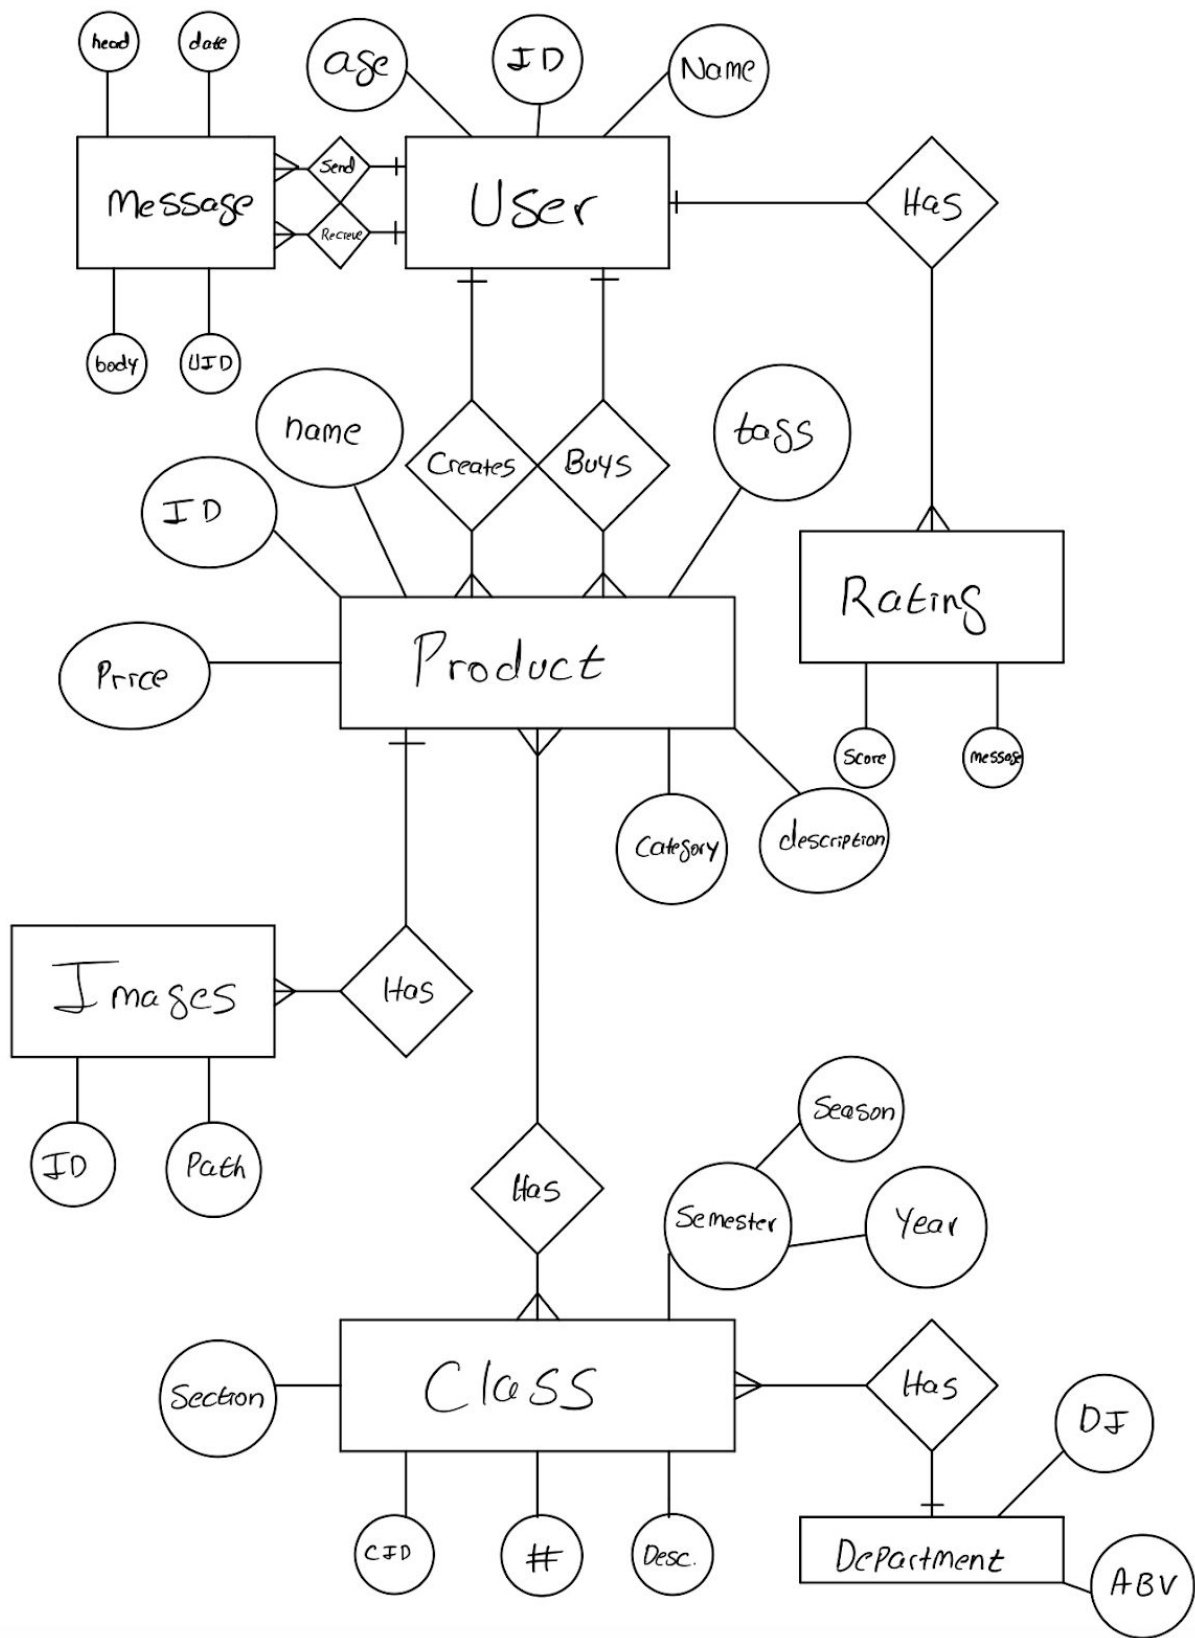 head
date
age
ID
Name
Message
Send
Recieve
User
Has
body
UID
name
Creates
Buys
tags
ID
Rating
Price
Product
Score
message
Category
description
Images
Has
ID
Path
Has
Season
Semester
Year
Section
Class
Has
CID
#
Desc.
Department
ABV